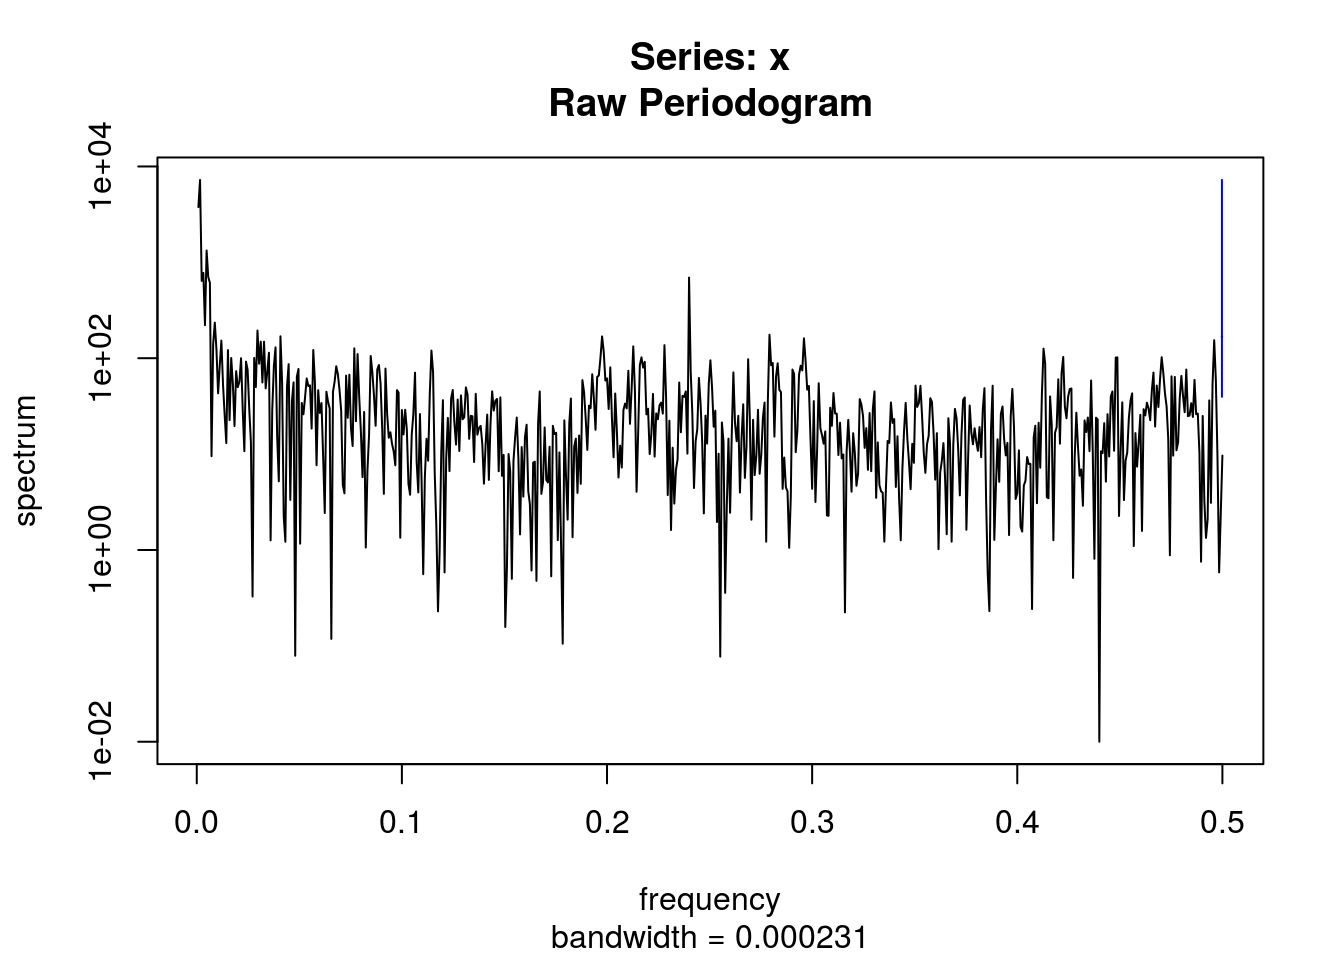 Series: x
Raw Periodogram
spectrum
1e+04
1e+02
1e+00
1e-02
0.0 0.1 0.2 0.3 0.4 0.5
frequency
bandwidth = 0.000231